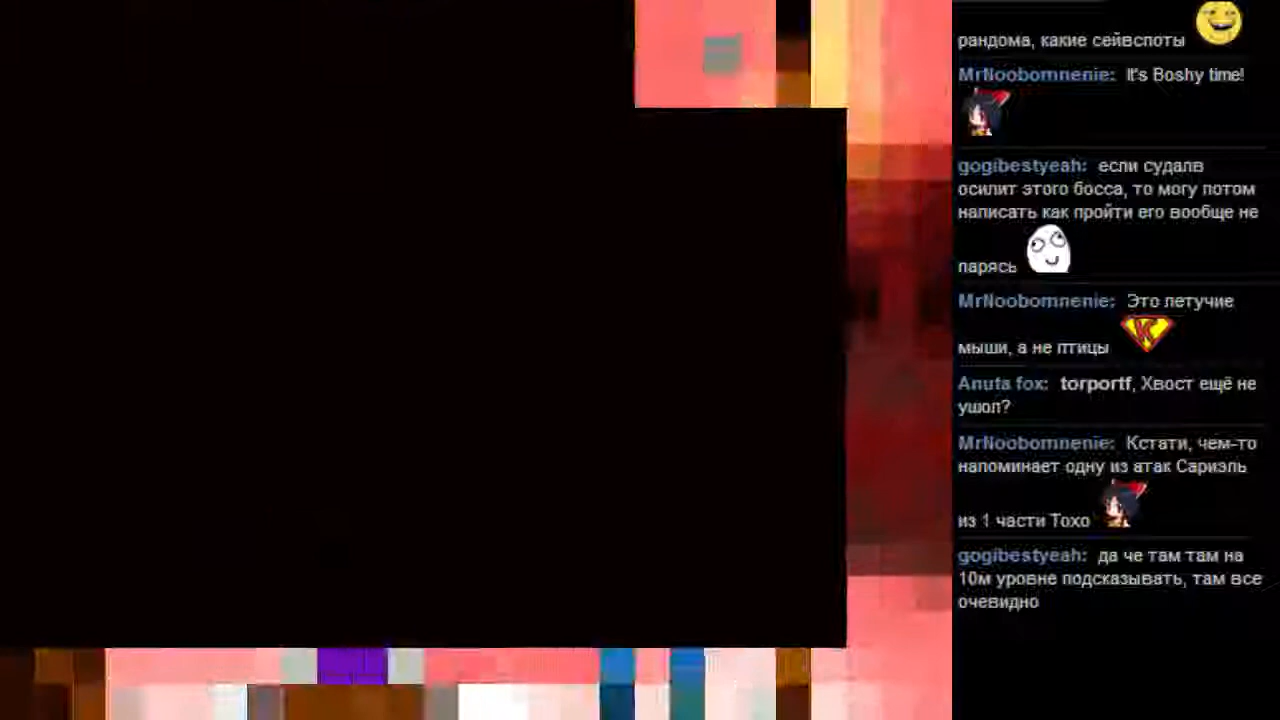 рандома, какие сейвспоты
MrNoobomnenie: It's Boshy time!
gogibestyeah: если судалв
осилит этого босса, то могу потом
написать как пройти его вообще не
парясь
MrNoobomnenie: Это летучие
мыши, а не птицы
Anuta fox: torportf, Хвост ещё не
ушол?
MrNoobomnenie: Кстати, чем-то
напоминает одну из атак Сариэль
из 1 части Тохо
gogibestyeah: да че там там на
10м уровне подсказывать, там все
очевидно